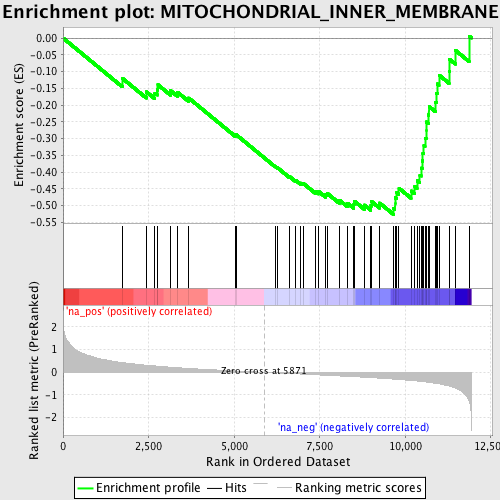 Enrichment plot: MITOCHONDRIAL_INNER_MEMBRANE
Enrichment score (ES)
0.00
-0.05
-0.10
-0.15
-0.20
-0.25
-0.30
-0.35
-0.40
-0.45
-0.50
-0.55
'na_pos' (positively correlated)
Ranked list metric (PreRanked)
2
1
0
-1
-2
Zero cross at 5871
'na_neg' (negatively correlated)
0
2,500
5,000
7,500
10,000
12,500
Rank in Ordered Dataset
Enrichment profile
Hits
Ranking metric scores